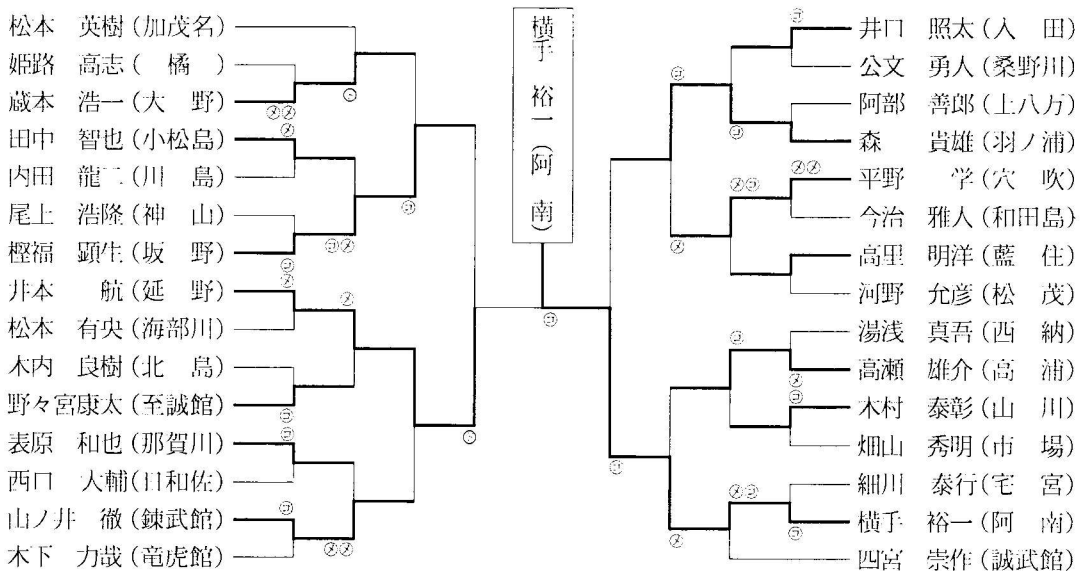 松本 英樹(加茂名)
姫路 高志(橘)
蔵本 浩一(大野)
田中 智也(小松島)
内田 龍二(川島)
尾上 浩隆(神山)
樫福 顕生(坂野)
井本 航(延野)
松本 有央(海部川)
木内 良樹(北島)
野々宮康太(至誠館)
表原 和也(那賀川)
西口 大輔(日和佐)
山ノ井 徹(錬武館)
木下 力哉(竜虎館)
横手 裕一(阿南)
井口 照太(入田)
公文 勇人(桑野川)
阿部 善郎(上八万)
森 貴雄(羽ノ浦)
平野 学(穴吹)
今治 雅人(和田島)
高里 明洋(藍住)
河野 允彦(松茂)
湯浅 真吾(西納)
高瀬 雄介(高浦)
木村 泰彰(山川)
畑山 秀明(市場)
細川 泰行(宅宮)
横手 裕一(阿南)
四宮 崇作(誠武館)